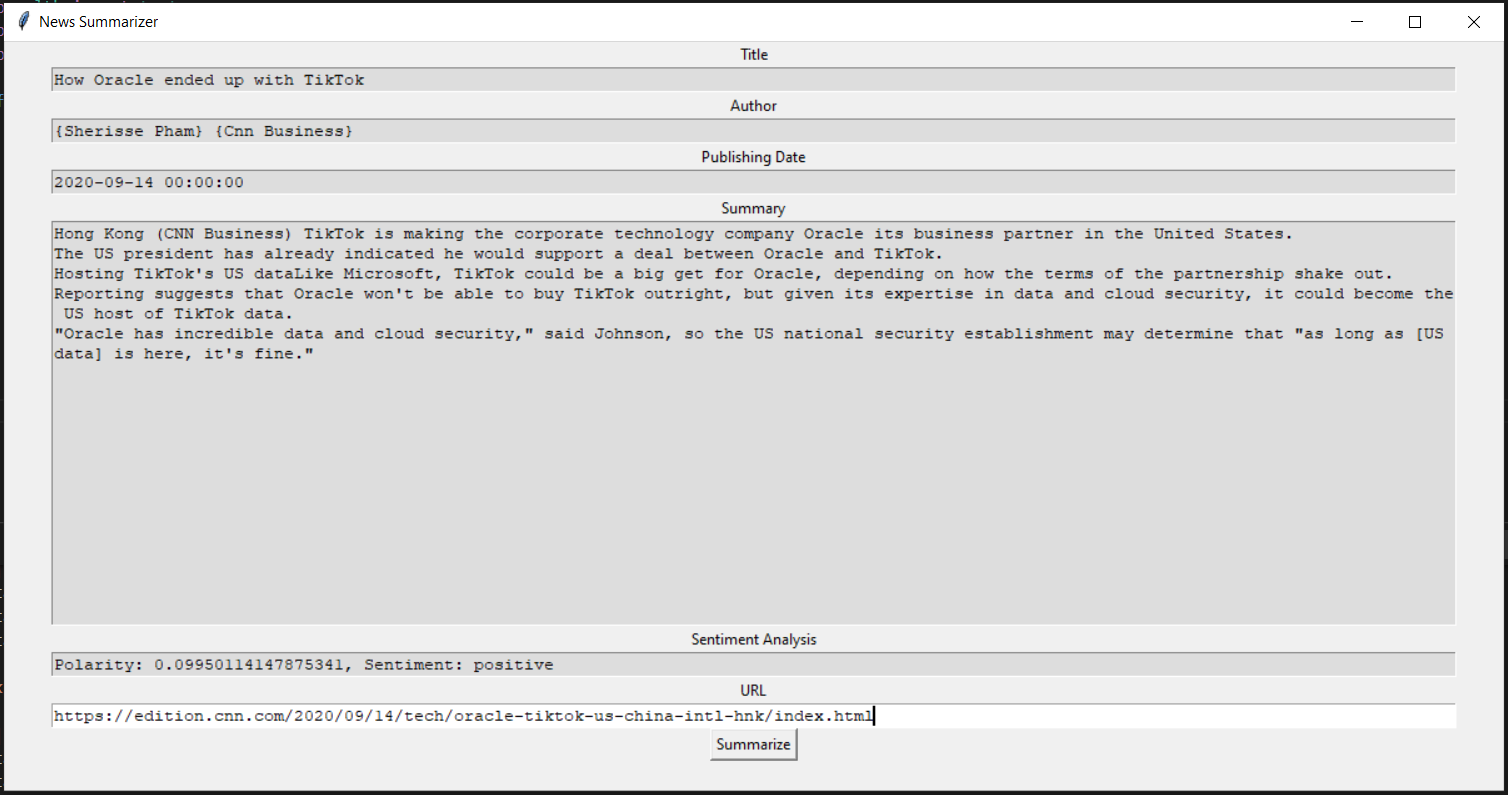 News Summarizer
Title
How Oracle ended up with TikTok
Author
{Sherisse Pham} {Cnn Business}
Publishing Date
2020-09-14 00:00:00
Summary
Hong Kong (CNN Business) TikTok is making the corporate technology company Oracle its business partner in the United States.
The US president has already indicated he would support a deal between Oracle and TikTok.
Hosting TikTok's US dataLike Microsoft, TikTok could be a big get for Oracle, depending on how the terms of the partnership shake out.
Reporting suggests that Oracle won't be able to buy TikTok outright, but given its expertise in data and cloud security, it could become the
US host of TikTok data.
"Oracle has incredible data and cloud security," said Johnson, so the US national security establishment may determine that "as long as [US
data] is here, it's fine."
Sentiment Analysis
Polarity: 0.09950114147875341, Sentiment: positive
URL
https://edition.cnn.com/2020/09/14/tech/oracle-tiktok-us-china-intl-hnk/index.html
Summarize